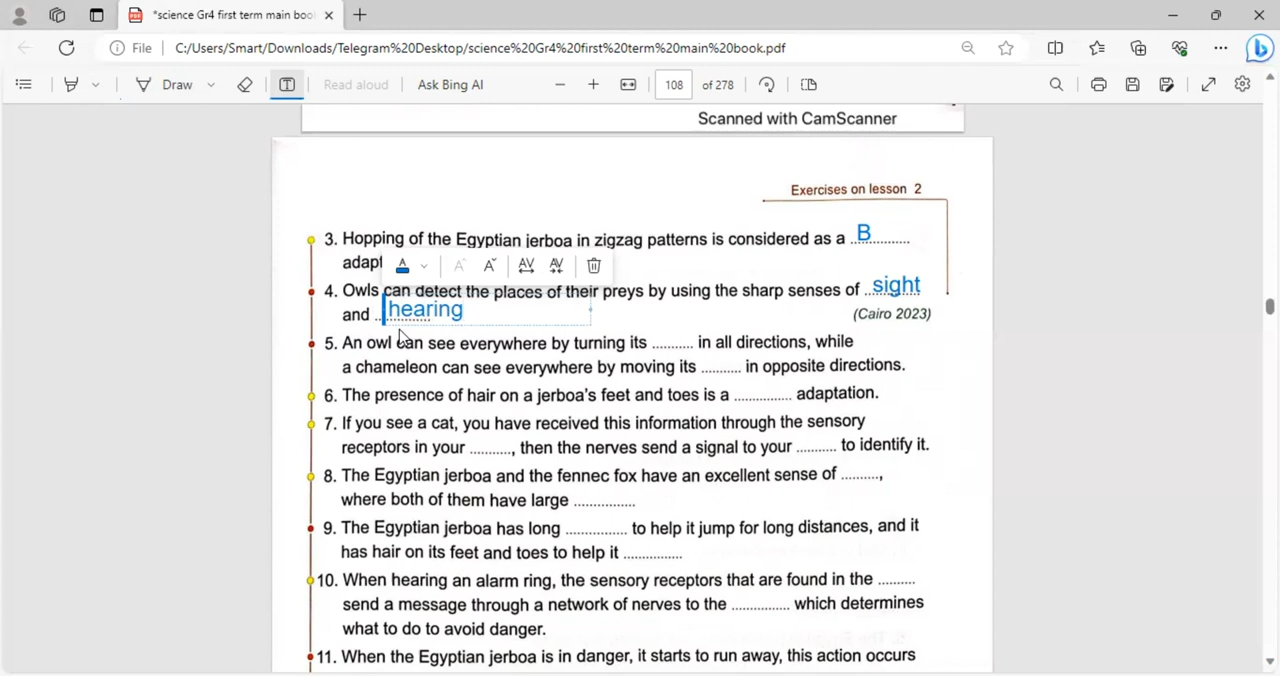 *science Gr4 first term main boo
File C:/Users/Smart/Downloads/Telegram%20Desktop/science%20Gr4%20first%20term%20main%20book.pdf
Draw Read aloud Ask Bing AI 108 of 278
Scanned with CamScanner
Exercises on lesson 2
3. Hopping of the Egyptian jerboa in zigzag patterns is considered as a ..B..........
adapt
4. Owls can detect the places of their preys by using the sharp senses of ..sight..
and ..hearing.. (Cairo 2023)
5. An owl can see everywhere by turning its .......... in all directions, while
a chameleon can see everywhere by moving its .......... in opposite directions.
6. The presence of hair on a jerboa's feet and toes is a .............. adaptation.
7. If you see a cat, you have received this information through the sensory
receptors in your .........., then the nerves send a signal to your .......... to identify it.
8. The Egyptian jerboa and the fennec fox have an excellent sense of .........,
where both of them have large ...............
9. The Egyptian jerboa has long ............... to help it jump for long distances, and it
has hair on its feet and toes to help it ...............
10. When hearing an alarm ring, the sensory receptors that are found in the .........
send a message through a network of nerves to the .............. which determines
what to do to avoid danger.
11. When the Egyptian jerboa is in danger, it starts to run away, this action occurs